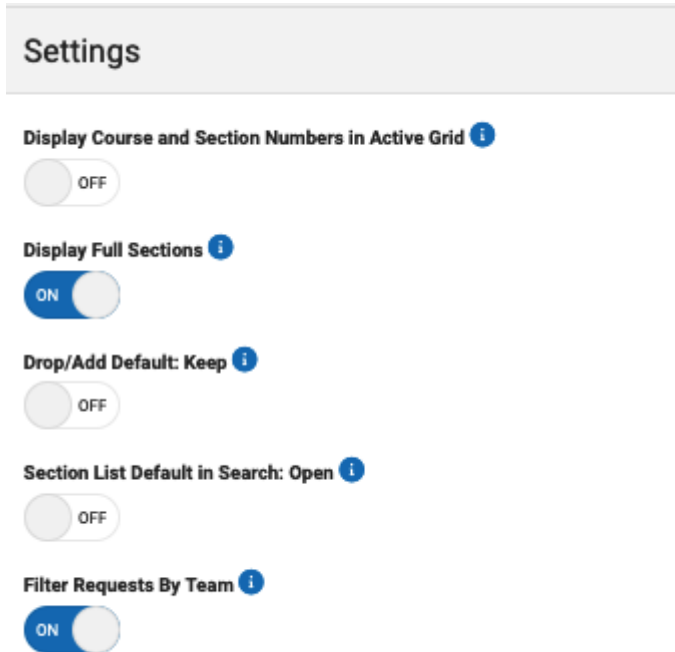 Settings
Display Course and Section Numbers in Active Grid i
OFF
Display Full Sections i
ON
Drop/Add Default: Keep i
OFF
Section List Default in Search: Open i
OFF
Filter Requests By Team i
ON